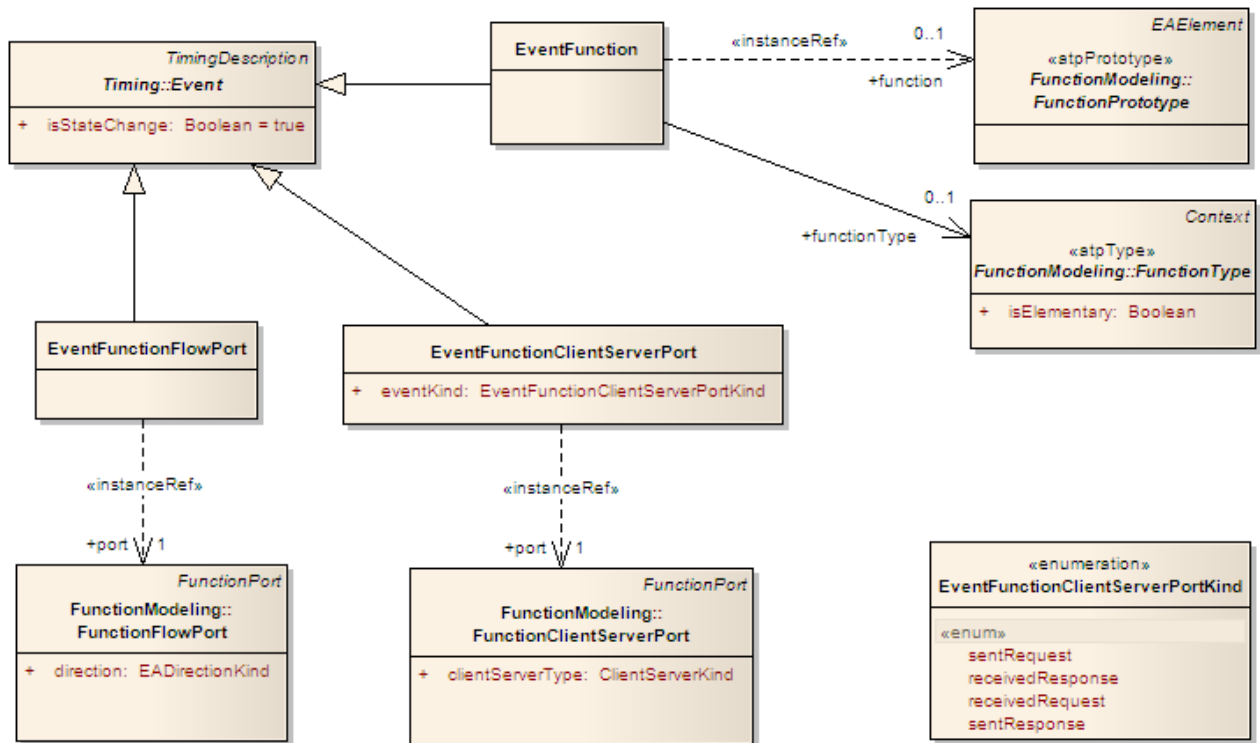 TimingDescription
Timing::Event
+ isStateChange: Boolean = true
EventFunction
«instanceRef»
0..1
+function
EAElement
«atpPrototype»
FunctionModeling::
FunctionPrototype
0..1
+functionType
Context
«atpType»
FunctionModeling::FunctionType
+ isElementary: Boolean
EventFunctionFlowPort
EventFunctionClientServerPort
+ eventKind: EventFunctionClientServerPortKind
«instanceRef»
+port 1
«instanceRef»
+port 1
FunctionPort
FunctionModeling::
FunctionFlowPort
+ direction: EADirectionKind
FunctionPort
FunctionModeling::
FunctionClientServerPort
+ clientServerType: ClientServerKind
«enumeration»
EventFunctionClientServerPortKind
«enum»
sentRequest
receivedResponse
receivedRequest
sentResponse